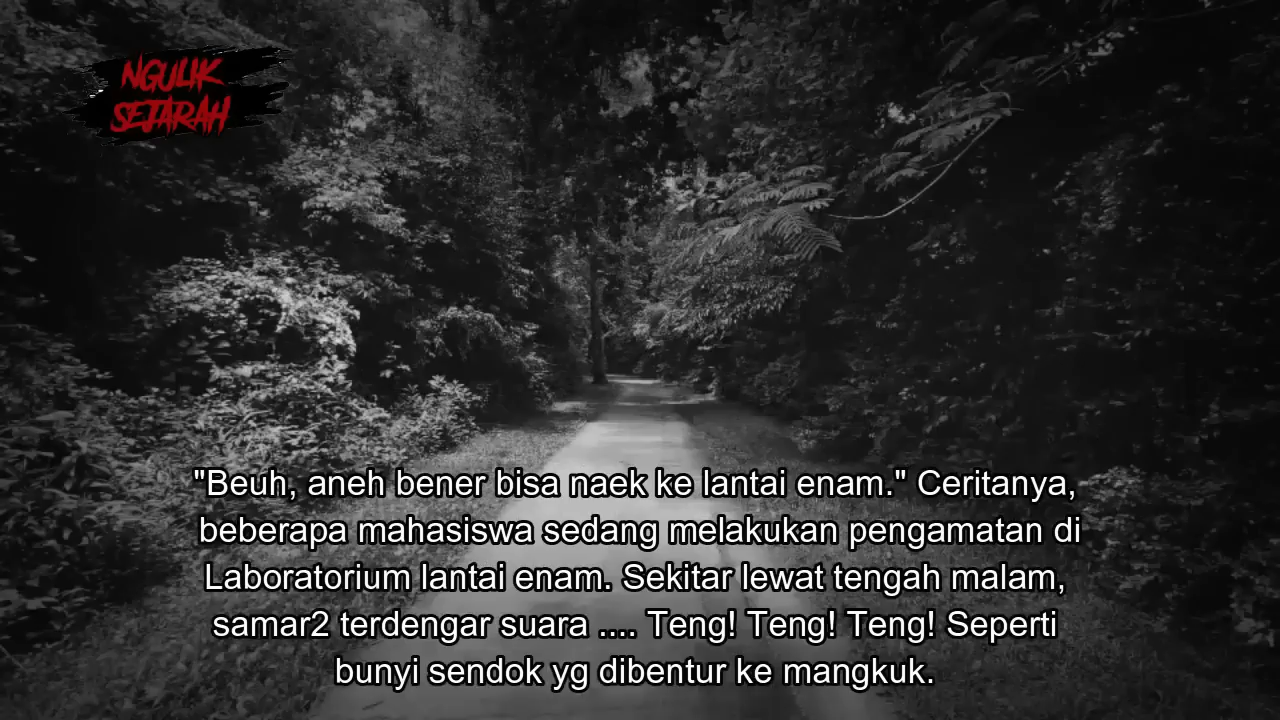 NGULIK
SEJARAH
"Beuh, aneh bener bisa naek ke lantai enam." Ceritanya,
beberapa mahasiswa sedang melakukan pengamatan di
Laboratorium lantai enam. Sekitar lewat tengah malam,
samar2 terdengar suara .... Teng! Teng! Teng! Seperti
bunyi sendok yg dibentur ke mangkuk.